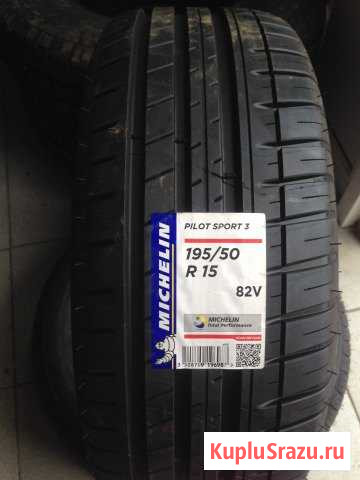 MICHELIN
PILOT SPORT 3
195/50
R 15
82V
MICHELIN
Total Performance
KupluSrazu.ru